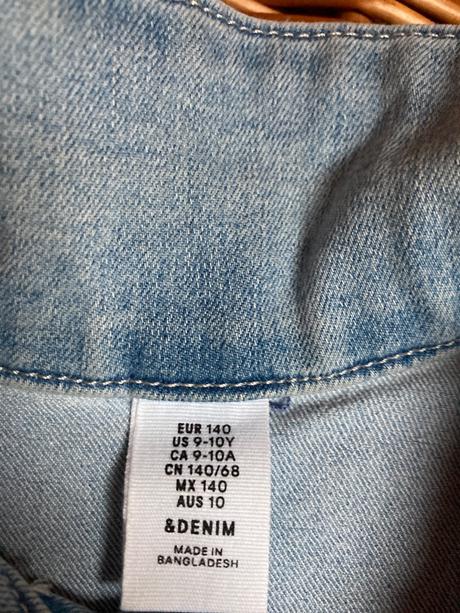 EUR 140
US 9-10Y
CA 9-10A
CN 140/68
MX 140
AUS 10
&DENIM
MADE IN
BANGLADESH